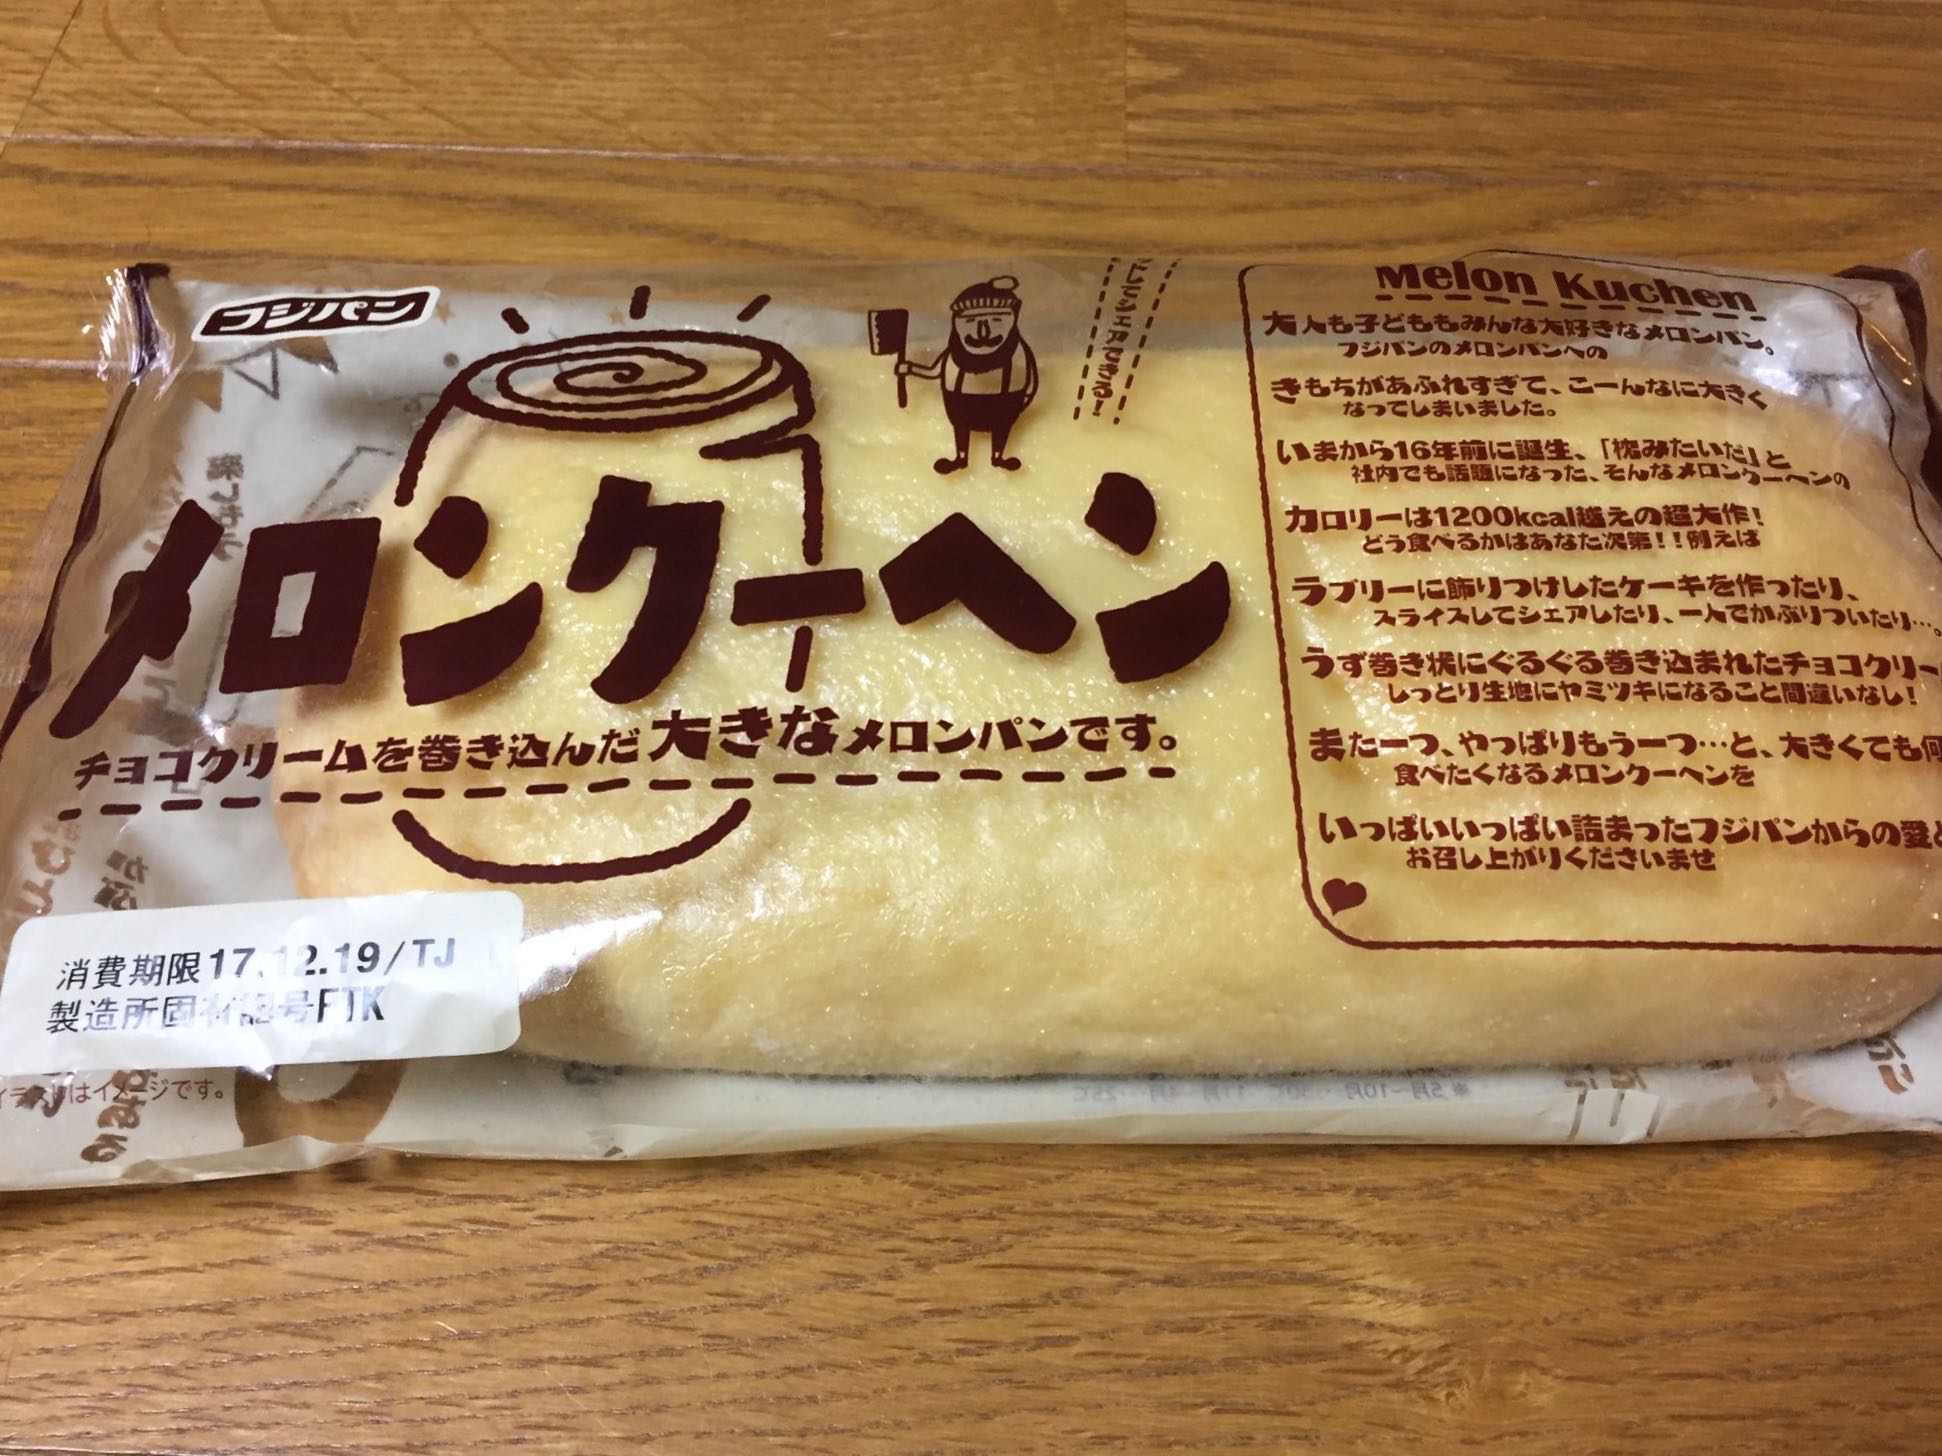 フジパン
メロンクーヘン
チョコクリームを巻き込んだ大きなメロンパンです。
Melon Kuchen
大人も子どももみんな大好きなメロンパン。
フジパンのメロンパンへの
きもちがあふれすぎて、こーんなに大きく
なってしまいました。
いまから16年前に誕生、「枕みたいだ」と
社内でも話題になった、そんなメロンクーヘンの
カロリーは1200kcal越えの超大作！
どう食べるかはあなた次第！！例えば
ラブリーに飾りつけしたケーキを作ったり、
スライスしてシェアしたり、一人でかぶりついたり…。
うず巻き状にぐるぐる巻き込まれたチョコクリー
しっとり生地にヤミツキになること間違いなし！
また一つ、やっぱりもう一つ…と、大きくても何
食べたくなるメロンクーヘンを
いっぱいいっぱい詰まったフジパンからの愛と
お召し上がりくださいませ
消費期限17.12.19/TJ
製造所固有記号FTK
イラストはイメージです。